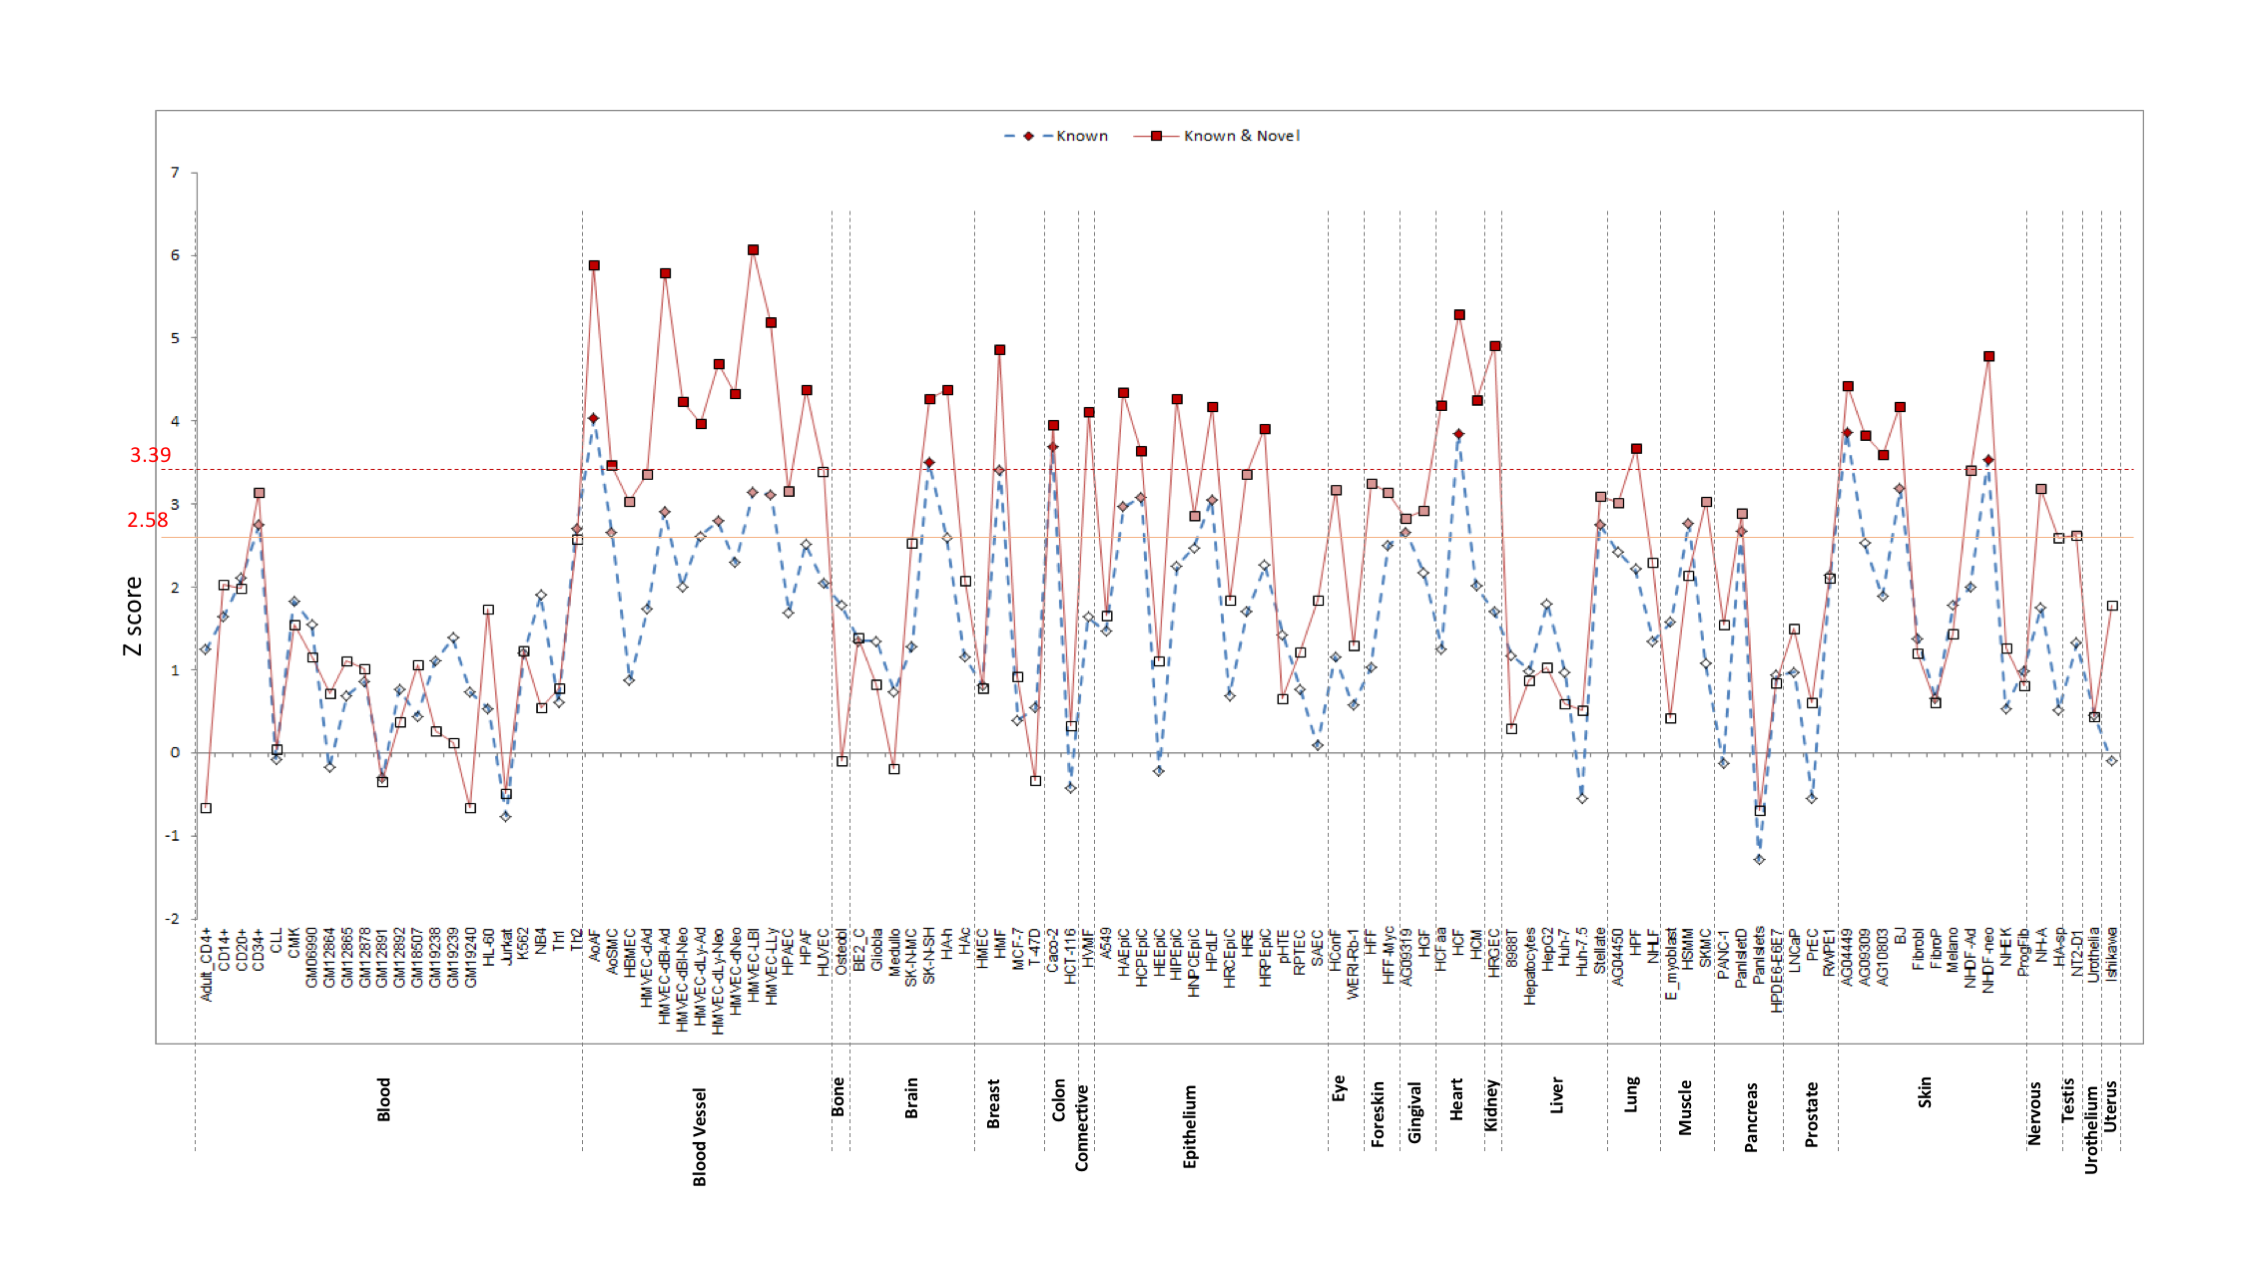 Known
Known & Novel
7
6
5
4
3.39
3
2.58
2
1
0
-1
-2
Z score
Adult_CD4+
CD14+
CD20+
CD34+
CLL
CMK
GM06990
GM12864
GM12865
GM12878
GM12891
GM12892
GM18507
GM19238
GM19239
GM19240
HL-60
Jurkat
K562
NB4
Th1
Th2
AoAF
AoSMC
HBMEC
HMVEC-dAd
HMVEC-dBl-Ad
HMVEC-dBl-Neo
HMVEC-dLy-Ad
HMVEC-dLy-Neo
HMVEC-dNeo
HMVEC-LBl
HMVEC-LLy
HPAEC
HPAF
HUVEC
Osteobl
BE2_C
Gliobla
Medullo
SK-N-MC
SK-N-SH
HA-h
HAc
HMEC
HMF
MCF-7
T-47D
Caco-2
HCT-116
HVMF
A549
HAEpiC
HCPEpiC
HEEpiC
HIPEpiC
HNPCEpiC
HPdLF
HRCEpiC
HRE
HRPEpiC
pHTE
RPTEC
SAEC
HConF
WERI-Rb-1
HFF
HFF-Myc
AG09319
HGF
HCFaa
HCF
HCM
HRGEC
8988T
Hepatocytes
HepG2
Huh-7
Huh-7.5
Stellate
AG04450
HPF
NHLF
E_myoblast
HSMM
SKMC
PANC-1
PanIsletD
PanIslets
HPDE6-E6E7
LNCaP
PrEC
RWPE1
AG04449
AG09309
AG10803
BJ
Fibrobl
FibroP
Melano
NHDF-Ad
NHDF-neo
NHEK
ProgFib
NH-A
HA-sp
NT2-D1
Urothelia
Ishikawa
Blood
Blood Vessel
Bone
Brain
Breast
Colon
Connective
Epithelium
Eye
Foreskin
Gingival
Heart
Kidney
Liver
Lung
Muscle
Pancreas
Prostate
Skin
Nervous
Testis
Urothelium
Uterus